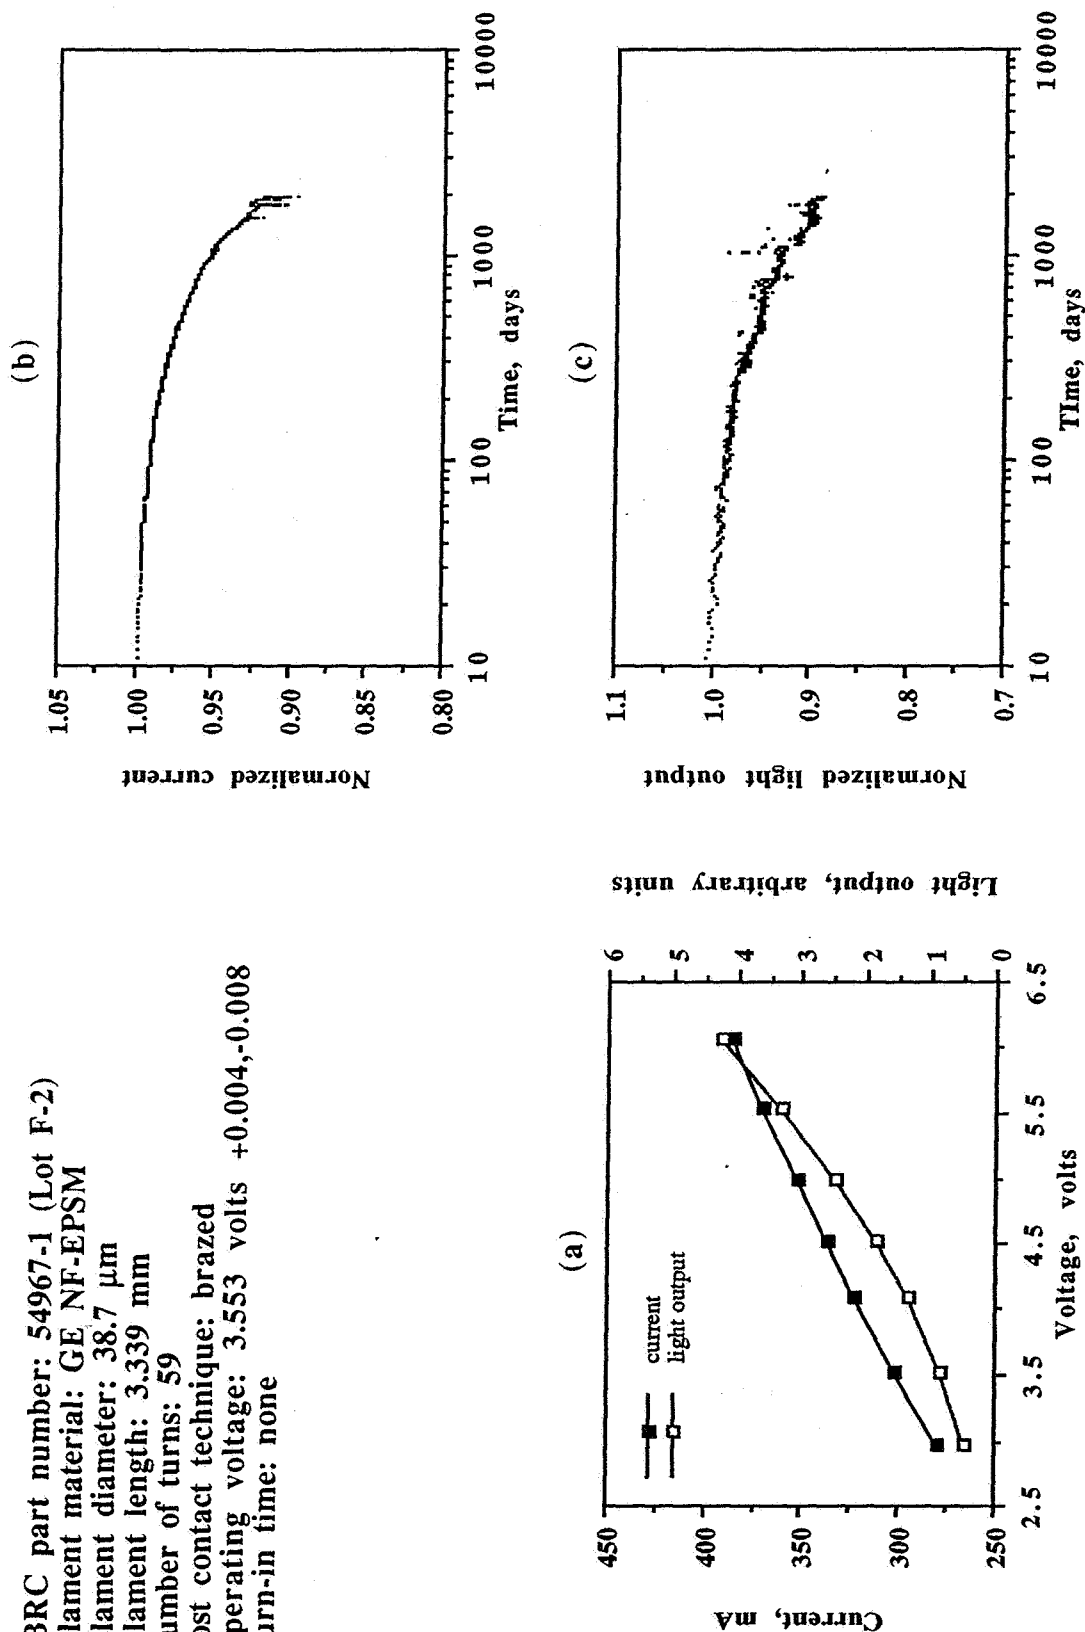 BRC part number: 54967-1 (Lot F-2)
lament material: GE NF-EPSM
lament diameter: 38.7 µm
lament length: 3.339 mm
umber of turns: 59
ost contact technique: brazed
perating voltage: 3.553 volts +0.004,-0.008
urn-in time: none
(a)
current
light output
Current, mA
450
400
350
300
250
Light output, arbitrary units
6
5
4
3
2
1
0
2.5
3.5
4.5
5.5
6.5
Voltage, volts
(b)
Normalized current
1.05
1.00
0.95
0.90
0.85
0.80
10
100
1000
10000
Time, days
(c)
Normalized light output
1.1
1.0
0.9
0.8
0.7
10
100
1000
10000
TIme, days